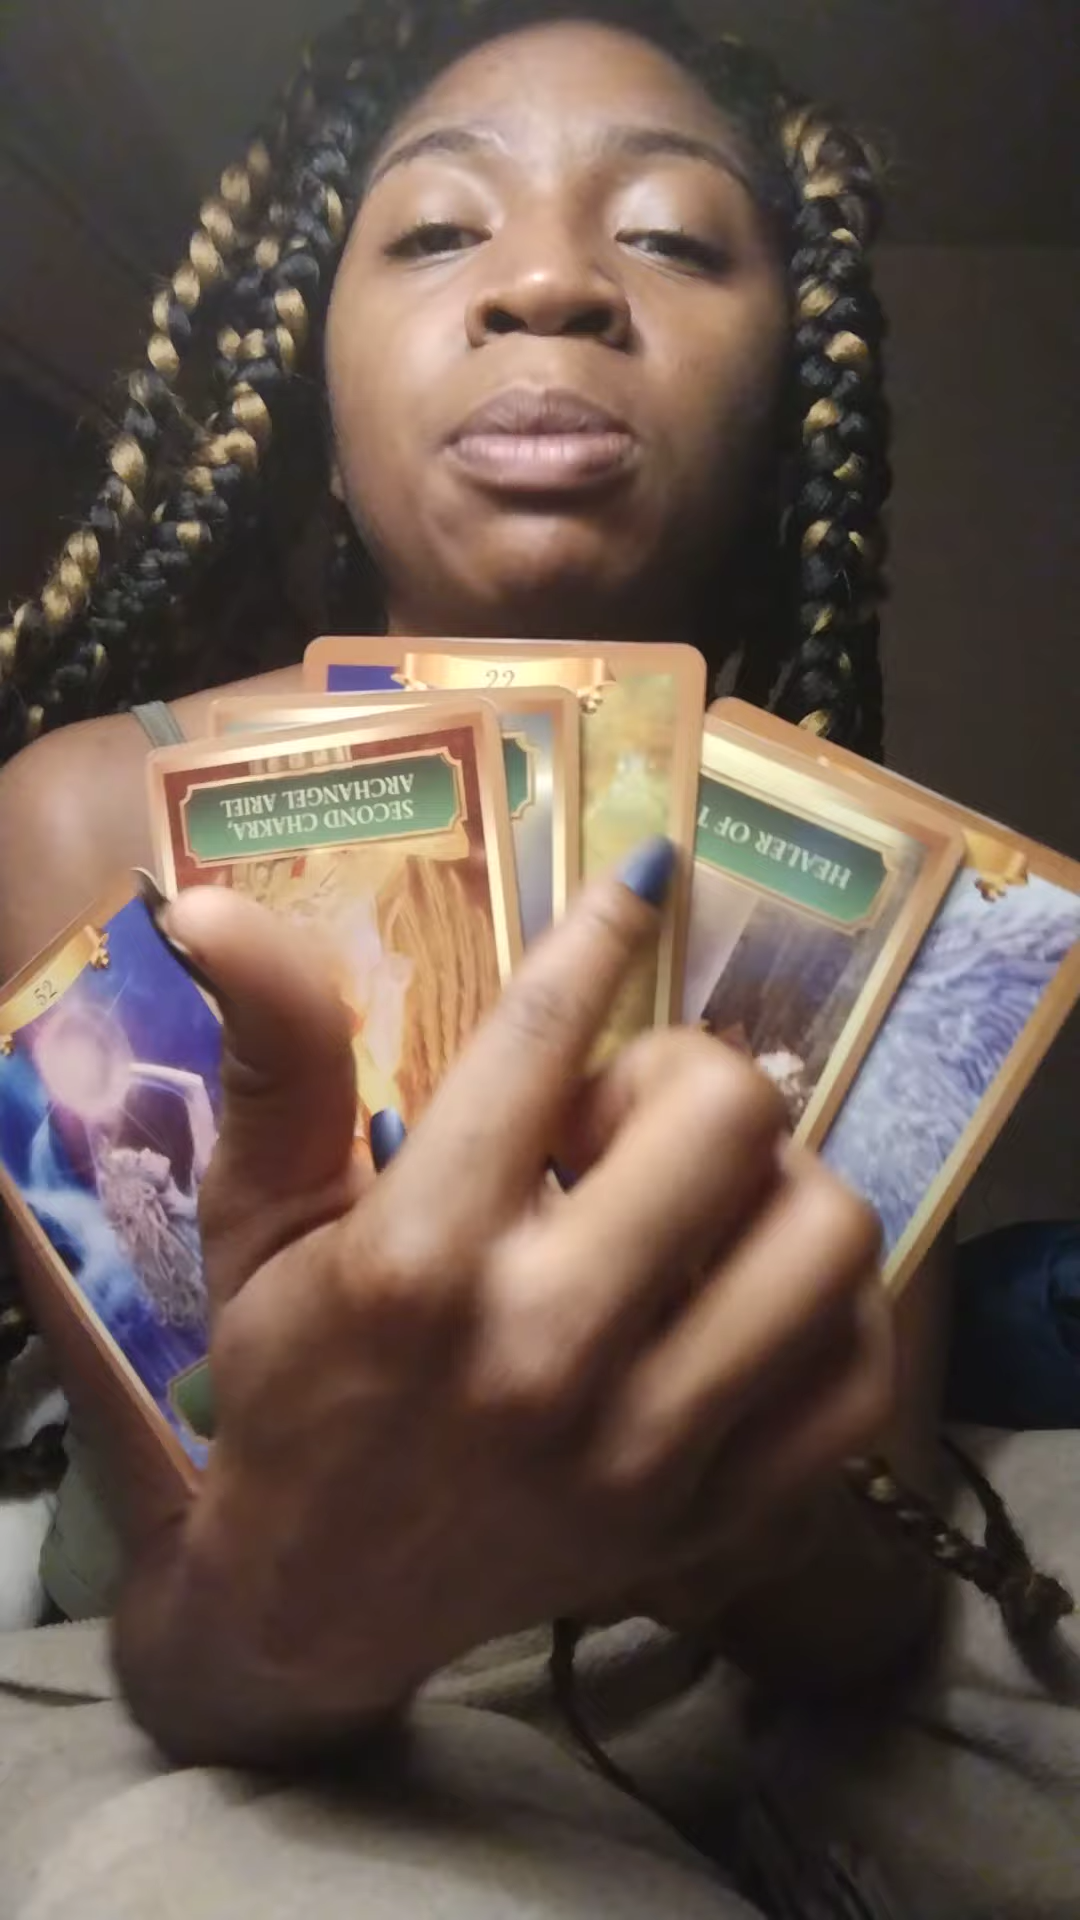 22
SECOND CHAKRA,
ARCHANGEL ARIEL
HEALER OF
52